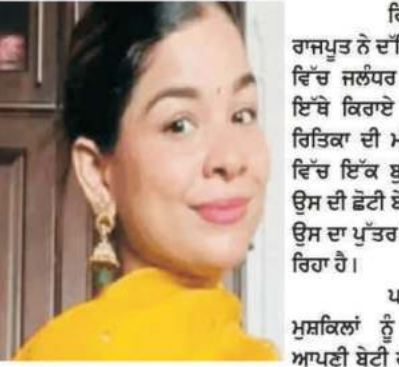 ਰਾਜਪੂਤ ਨੇ
ਵਿੱਚ ਜਲੰਧਰ
ਇੱਥੇ ਕਿਰਾਏ
ਰਿਤਿਕਾ ਦੀ
ਵਿੱਚ ਇੱਕ
ਉਸ ਦੀ ਛੋਟੀ
ਉਸ ਦਾ ਪੁੱਤਰ
ਰਿਹਾ ਹੈ।
ਮੁਸ਼ਕਿਲਾਂ ਨੂੰ
ਆਪਣੀ ਬੇਟੀ